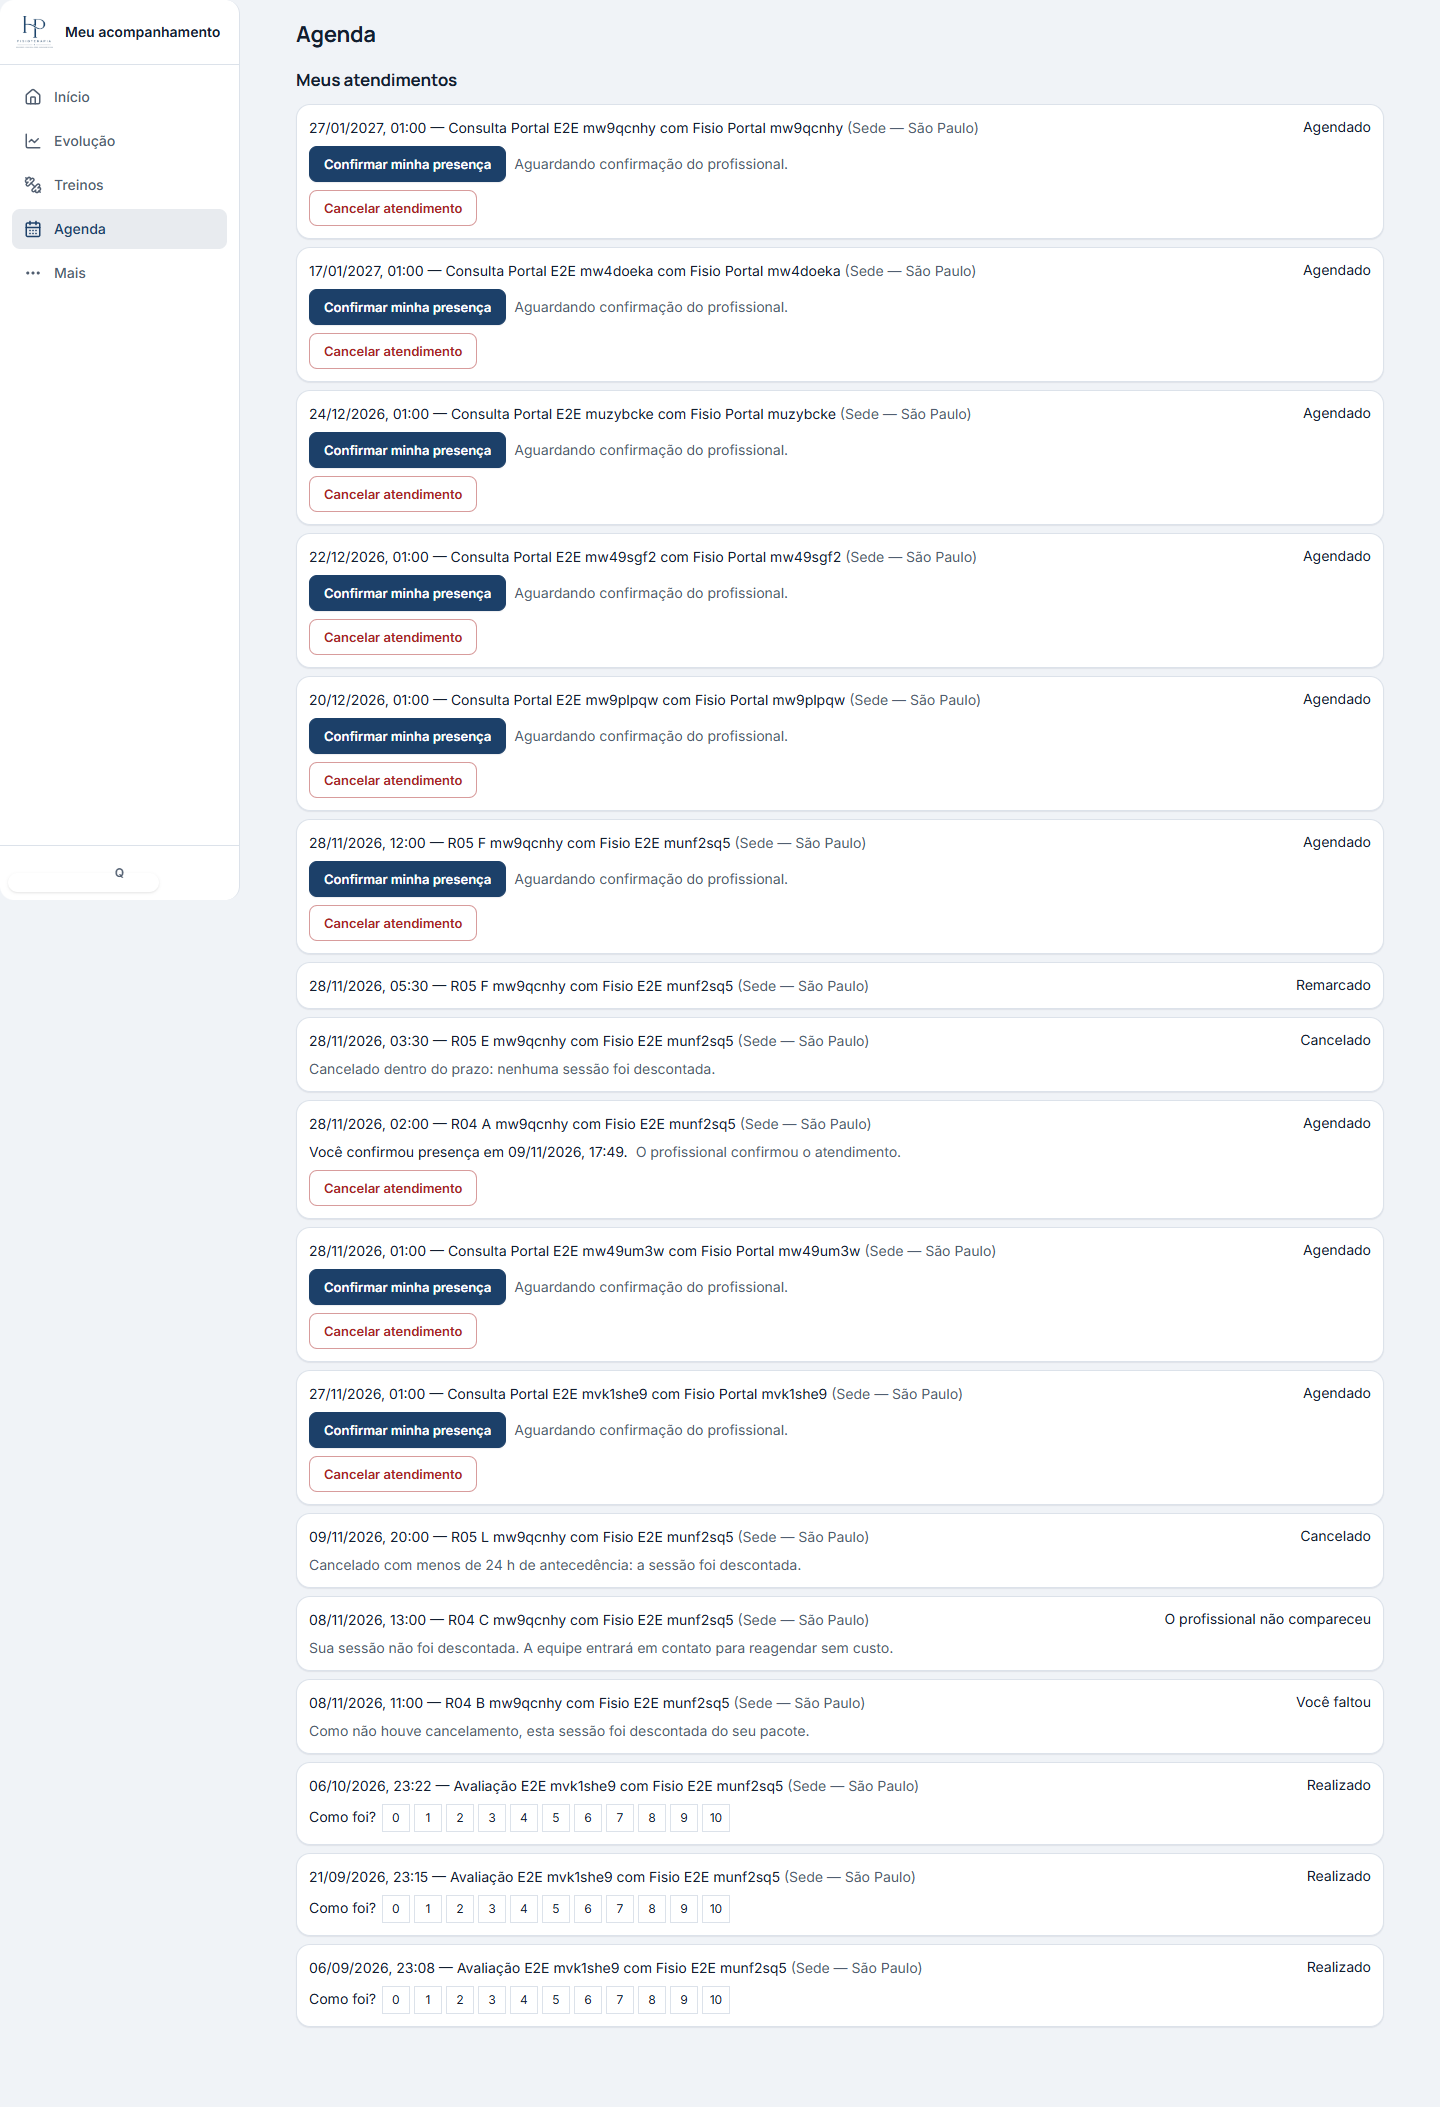 HP
Meu acompanhamento
Início
Evolução
Treinos
Agenda
Mais
Q
Agenda
Meus atendimentos
27/01/2027, 01:00 — Consulta Portal E2E mw9qcnhy com Fisio Portal mw9qcnhy (Sede — São Paulo) Agendado
Confirmar minha presença Aguardando confirmação do profissional.
Cancelar atendimento
17/01/2027, 01:00 — Consulta Portal E2E mw4doeka com Fisio Portal mw4doeka (Sede — São Paulo) Agendado
Confirmar minha presença Aguardando confirmação do profissional.
Cancelar atendimento
24/12/2026, 01:00 — Consulta Portal E2E muzybcke com Fisio Portal muzybcke (Sede — São Paulo) Agendado
Confirmar minha presença Aguardando confirmação do profissional.
Cancelar atendimento
22/12/2026, 01:00 — Consulta Portal E2E mw49sgf2 com Fisio Portal mw49sgf2 (Sede — São Paulo) Agendado
Confirmar minha presença Aguardando confirmação do profissional.
Cancelar atendimento
20/12/2026, 01:00 — Consulta Portal E2E mw9plpqw com Fisio Portal mw9plpqw (Sede — São Paulo) Agendado
Confirmar minha presença Aguardando confirmação do profissional.
Cancelar atendimento
28/11/2026, 12:00 — R05 F mw9qcnhy com Fisio E2E munf2sq5 (Sede — São Paulo) Agendado
Confirmar minha presença Aguardando confirmação do profissional.
Cancelar atendimento
28/11/2026, 05:30 — R05 F mw9qcnhy com Fisio E2E munf2sq5 (Sede — São Paulo) Remarcado
28/11/2026, 03:30 — R05 E mw9qcnhy com Fisio E2E munf2sq5 (Sede — São Paulo) Cancelado
Cancelado dentro do prazo: nenhuma sessão foi descontada.
28/11/2026, 02:00 — R04 A mw9qcnhy com Fisio E2E munf2sq5 (Sede — São Paulo) Agendado
Você confirmou presença em 09/11/2026, 17:49. O profissional confirmou o atendimento.
Cancelar atendimento
28/11/2026, 01:00 — Consulta Portal E2E mw49um3w com Fisio Portal mw49um3w (Sede — São Paulo) Agendado
Confirmar minha presença Aguardando confirmação do profissional.
Cancelar atendimento
27/11/2026, 01:00 — Consulta Portal E2E mvk1she9 com Fisio Portal mvk1she9 (Sede — São Paulo) Agendado
Confirmar minha presença Aguardando confirmação do profissional.
Cancelar atendimento
09/11/2026, 20:00 — R05 L mw9qcnhy com Fisio E2E munf2sq5 (Sede — São Paulo) Cancelado
Cancelado com menos de 24 h de antecedência: a sessão foi descontada.
08/11/2026, 13:00 — R04 C mw9qcnhy com Fisio E2E munf2sq5 (Sede — São Paulo) O profissional não compareceu
Sua sessão não foi descontada. A equipe entrará em contato para reagendar sem custo.
08/11/2026, 11:00 — R04 B mw9qcnhy com Fisio E2E munf2sq5 (Sede — São Paulo) Você faltou
Como não houve cancelamento, esta sessão foi descontada do seu pacote.
06/10/2026, 23:22 — Avaliação E2E mvk1she9 com Fisio E2E munf2sq5 (Sede — São Paulo) Realizado
Como foi? 0 1 2 3 4 5 6 7 8 9 10
21/09/2026, 23:15 — Avaliação E2E mvk1she9 com Fisio E2E munf2sq5 (Sede — São Paulo) Realizado
Como foi? 0 1 2 3 4 5 6 7 8 9 10
06/09/2026, 23:08 — Avaliação E2E mvk1she9 com Fisio E2E munf2sq5 (Sede — São Paulo) Realizado
Como foi? 0 1 2 3 4 5 6 7 8 9 10